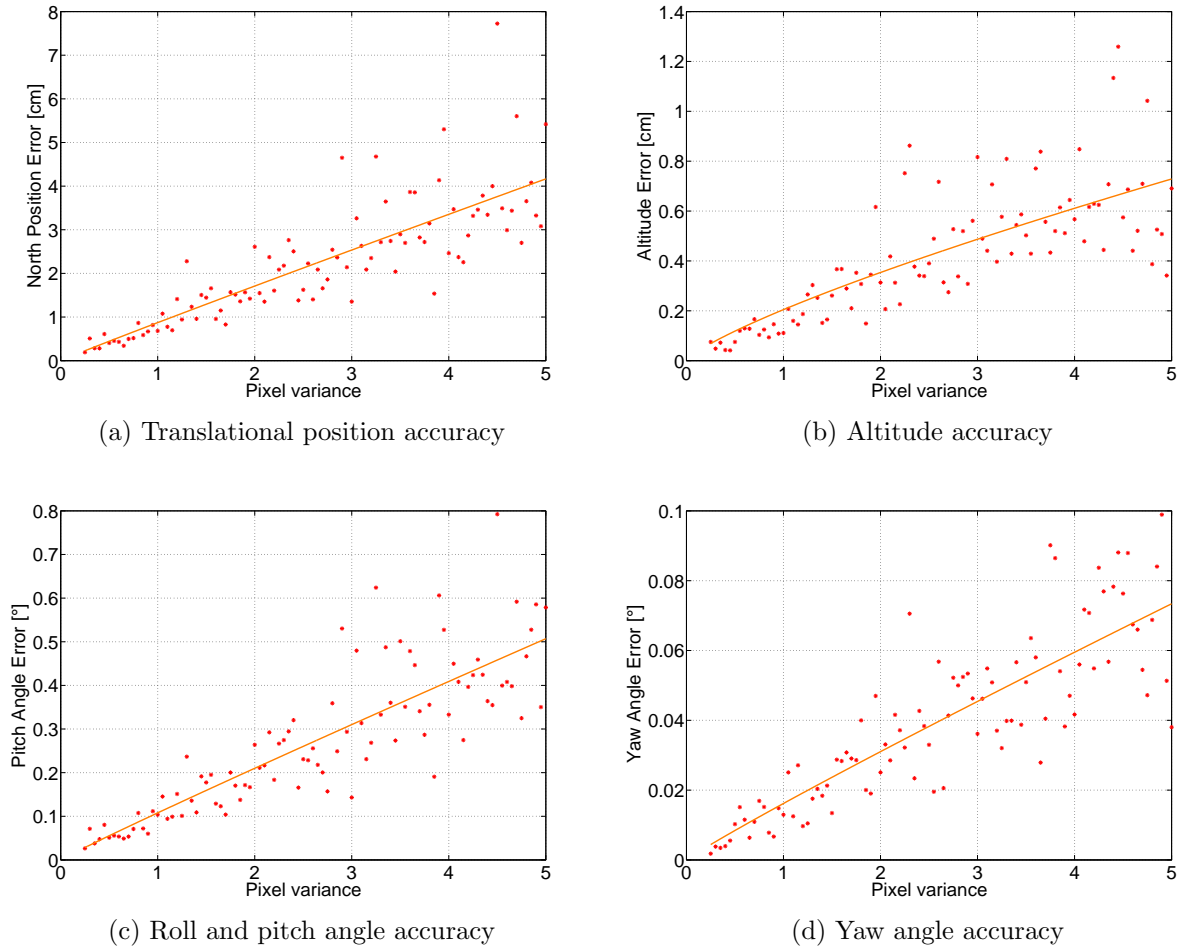 8
7
6
5
4
3
2
1
0
North Position Error [cm]
0 1 2 3 4 5
Pixel variance
(a) Translational position accuracy
1.4
1.2
1
0.8
0.6
0.4
0.2
0
Altitude Error [cm]
0 1 2 3 4 5
Pixel variance
(b) Altitude accuracy
0.8
0.7
0.6
0.5
0.4
0.3
0.2
0.1
0
Pitch Angle Error [°]
0 1 2 3 4 5
Pixel variance
(c) Roll and pitch angle accuracy
0.1
0.08
0.06
0.04
0.02
0
Yaw Angle Error [°]
0 1 2 3 4 5
Pixel variance
(d) Yaw angle accuracy